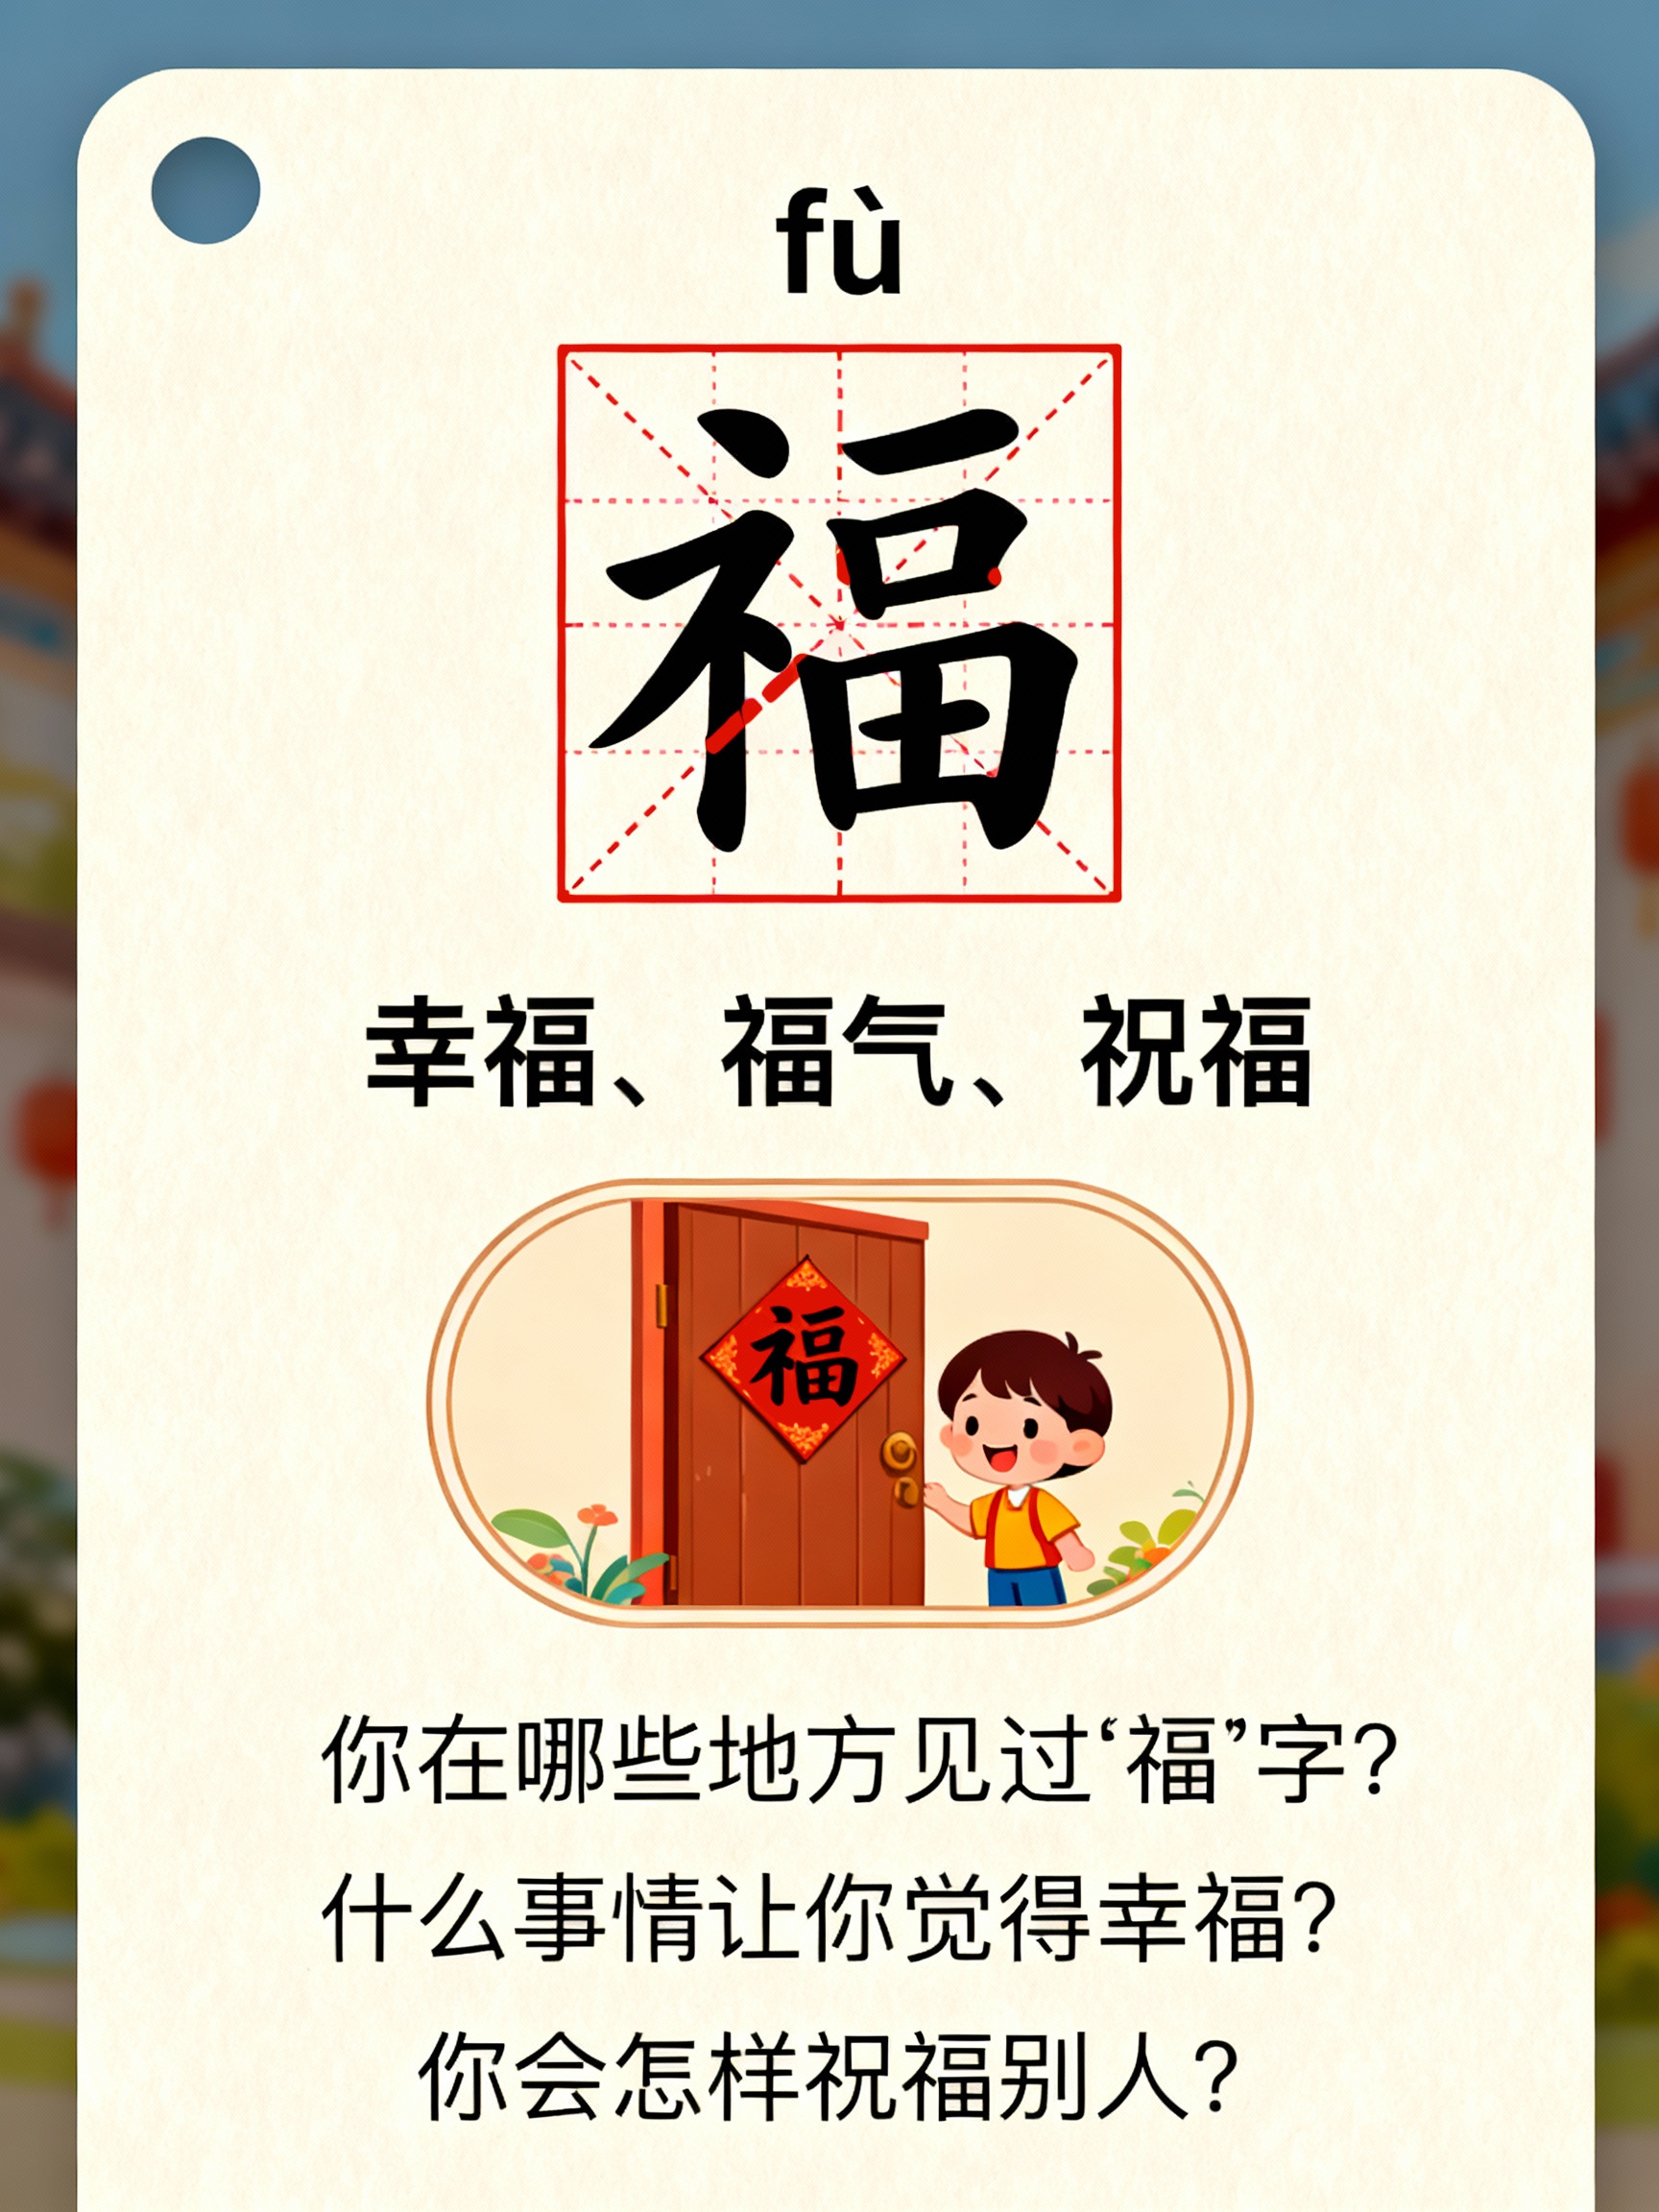 fù
福
幸福、福气、祝福
福
你在哪些地方见过“福”字？
什么事情让你觉得幸福？
你会怎样祝福别人？